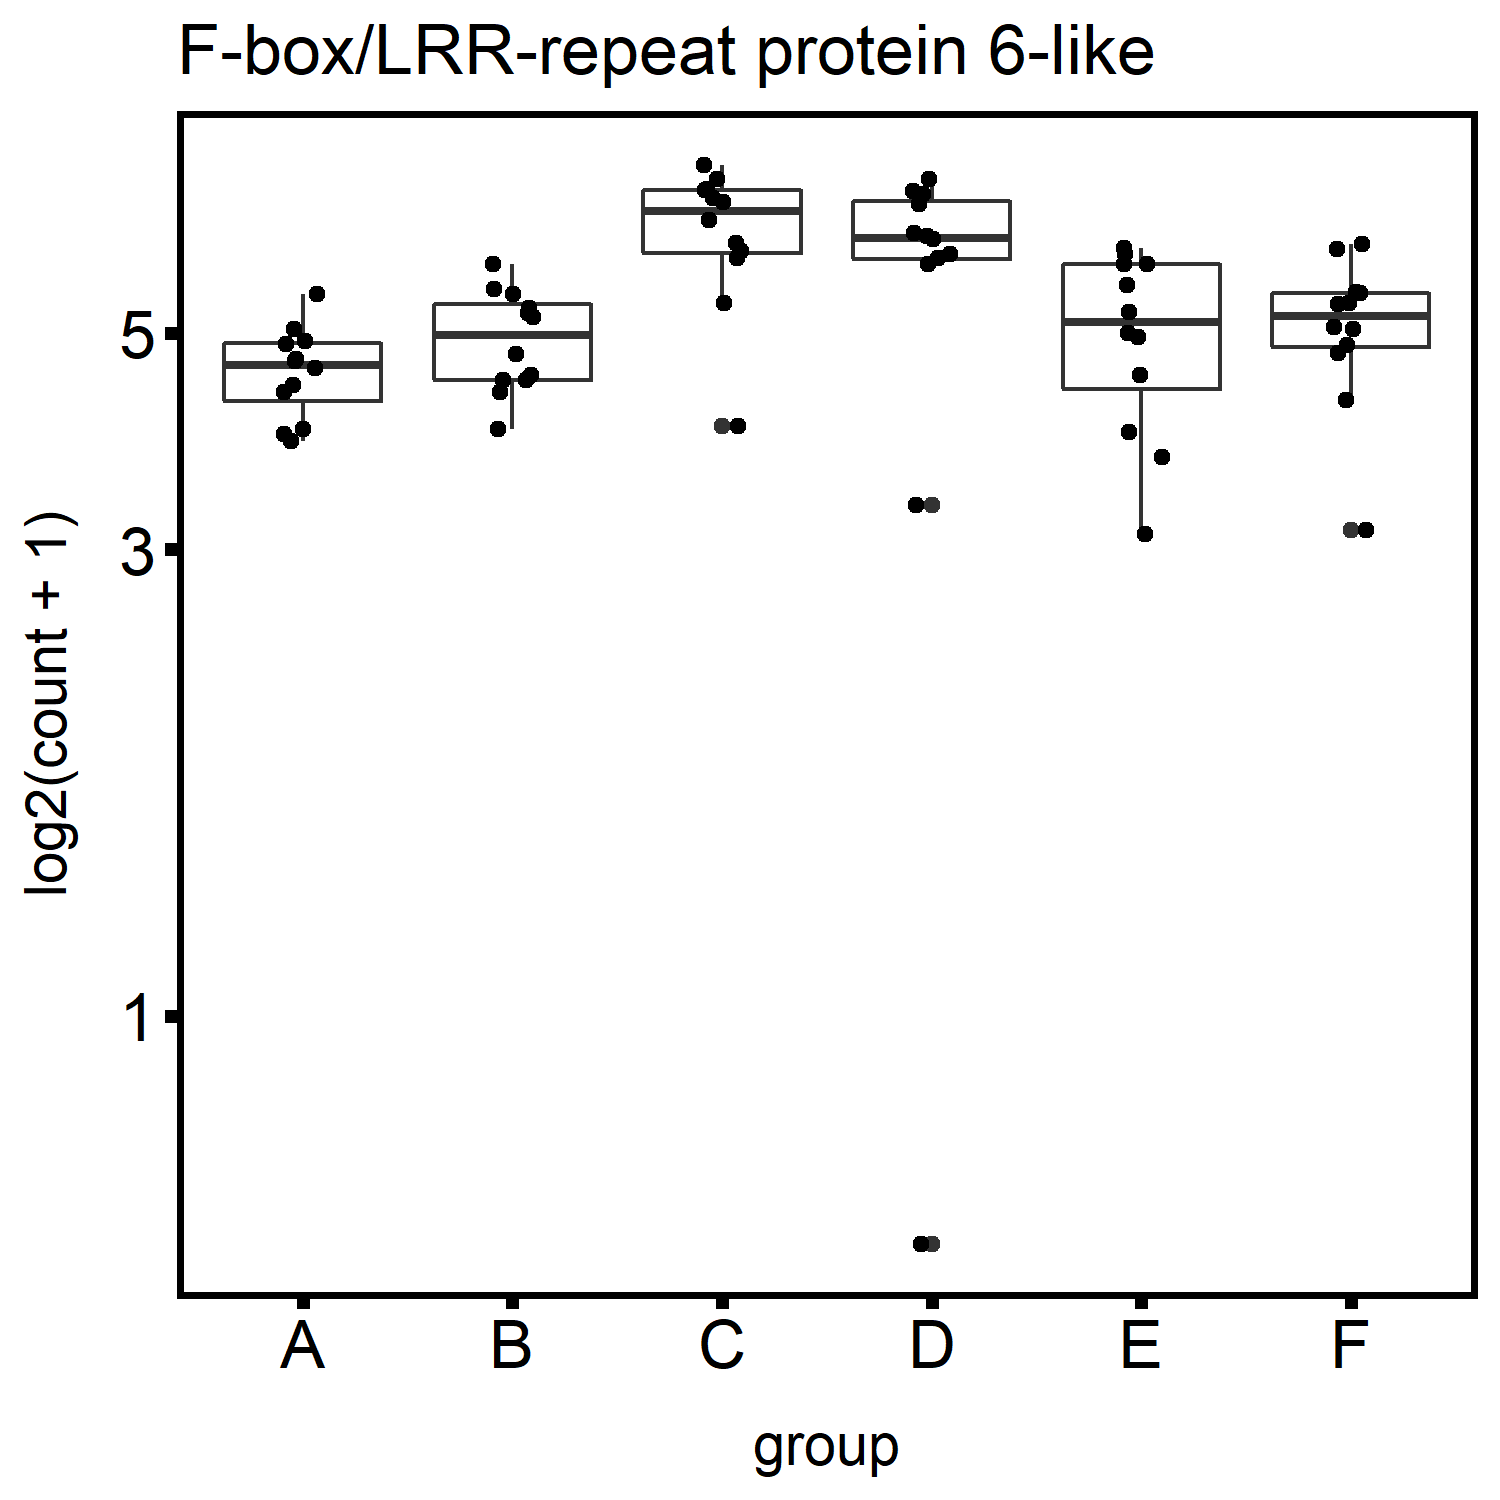 F-box/LRR-repeat protein 6-like
log2(count + 1)
5
3
1
A B C D E F
group